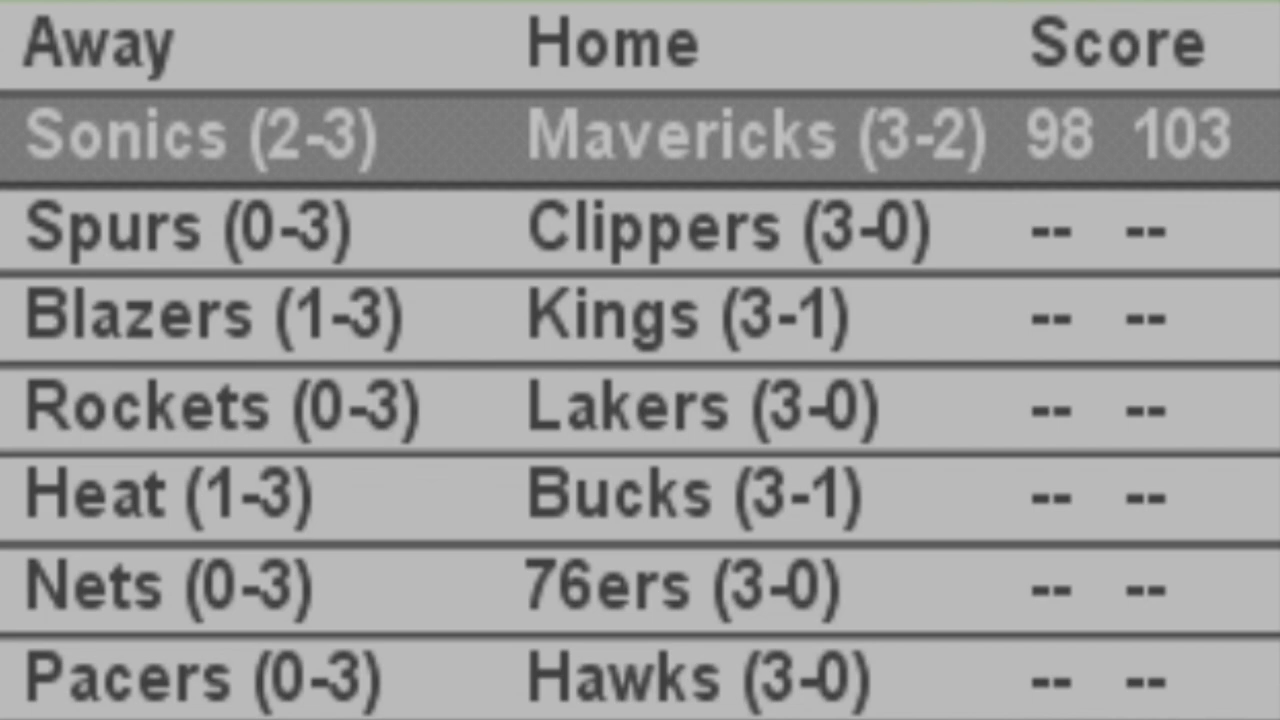 Away Home Score
Sonics (2-3) Mavericks (3-2) 98 103
Spurs (0-3) Clippers (3-0) -- --
Blazers (1-3) Kings (3-1) -- --
Rockets (0-3) Lakers (3-0) -- --
Heat (1-3) Bucks (3-1) -- --
Nets (0-3) 76ers (3-0) -- --
Pacers (0-3) Hawks (3-0) -- --